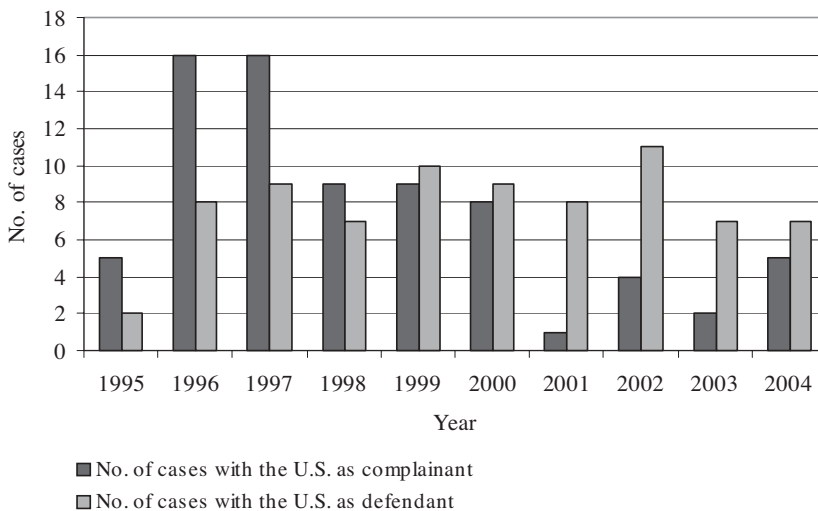 18
16
14
12
10
8
6
4
2
0
No. of cases
1995 1996 1997 1998 1999 2000 2001 2002 2003 2004
Year
No. of cases with the U.S. as complainant
No. of cases with the U.S. as defendant